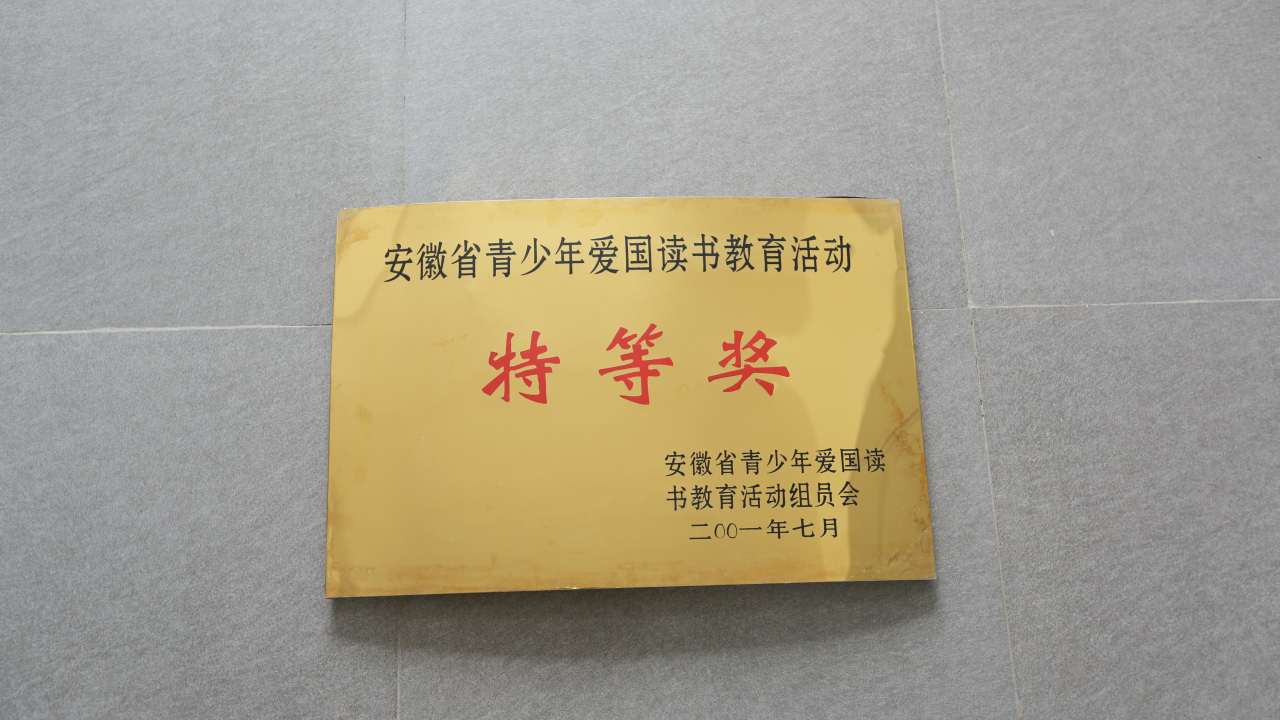 安徽省青少年爱国读书教育活动
特等奖
安徽省青少年爱国读
书教育活动组员会
二00一年七月